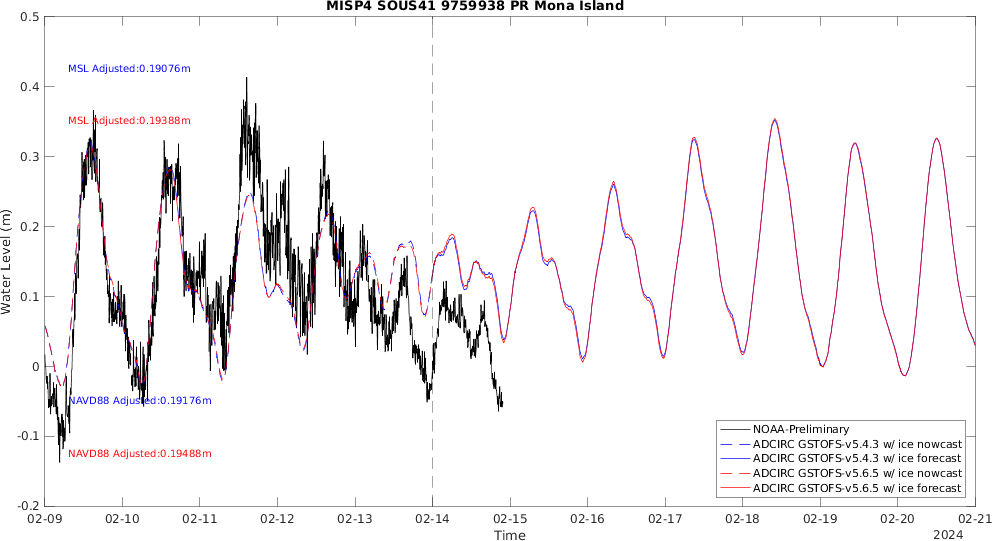 MISP4 SOUS41 9759938 PR Mona Island
0.5
0.4
0.3
0.2
0.1
0
-0.1
-0.2
Water Level (m)
MSL Adjusted:0.19076m
MSL Adjusted:0.19388m
NAVD88 Adjusted:0.19176m
NAVD88 Adjusted:0.19488m
NOAA-Preliminary
ADCIRC GSTOFS-v5.4.3 w/ ice nowcast
ADCIRC GSTOFS-v5.4.3 w/ ice forecast
ADCIRC GSTOFS-v5.6.5 w/ ice nowcast
ADCIRC GSTOFS-v5.6.5 w/ ice forecast
02-09 02-10 02-11 02-12 02-13 02-14 02-15 02-16 02-17 02-18 02-19 02-20 02-21
Time
2024